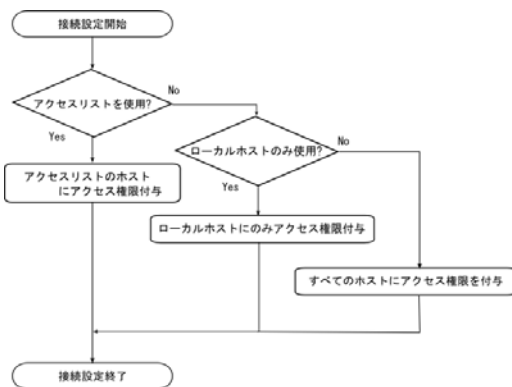 接続設定開始
アクセスリストを使用?
No
Yes
ローカルホストのみ使用?
No
Yes
アクセスリストのホスト
にアクセス権限付与
ローカルホストにのみアクセス権限付与
すべてのホストにアクセス権限を付与
接続設定終了